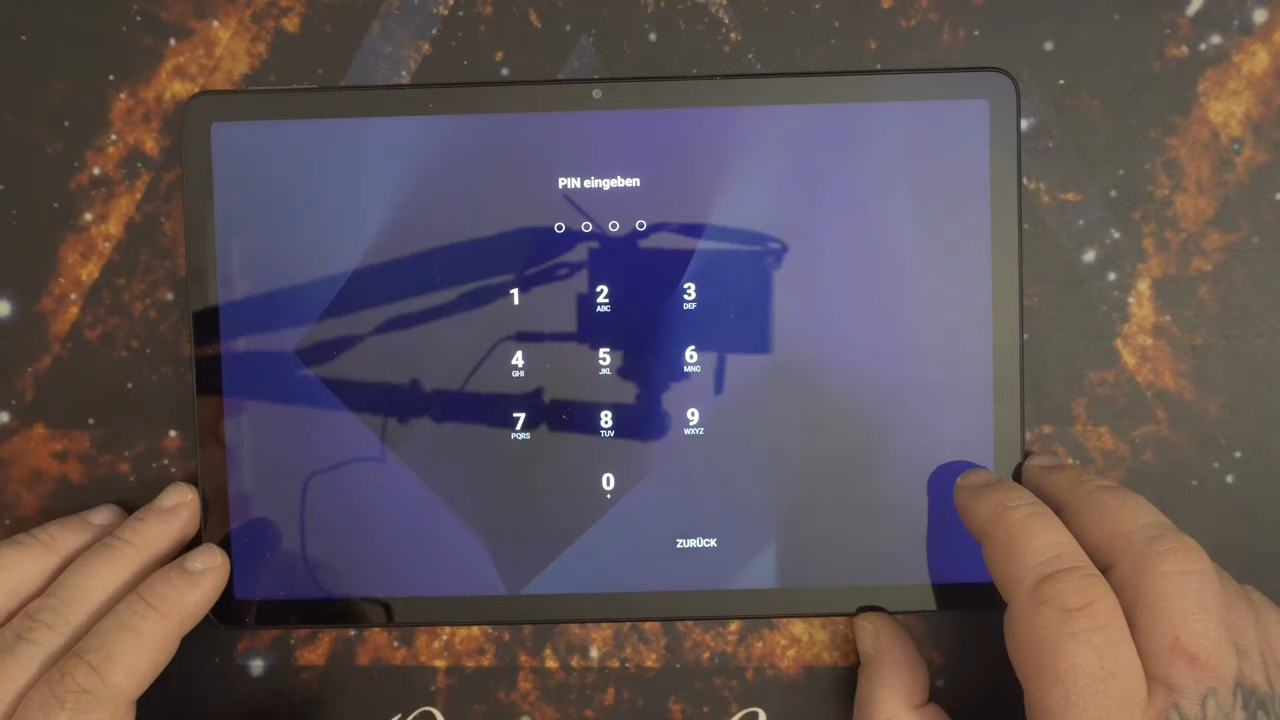 PIN eingeben
1 2 3
ABC DEF
4 5 6
GHI JKL MNO
7 8 9
PQRS TUV WXYZ
0
+
ZURÜCK